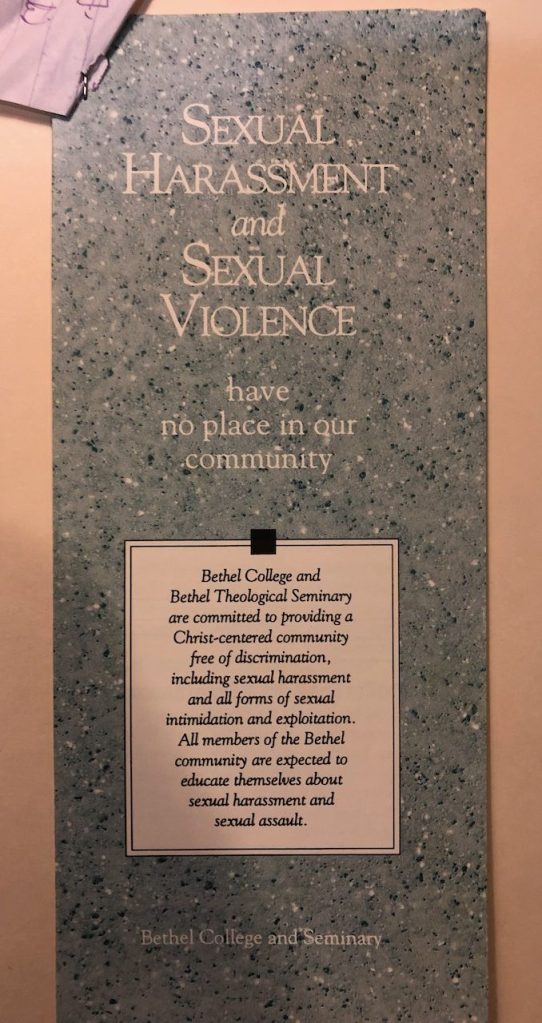 SEXUAL
HARASSMENT
and
SEXUAL
VIOLENCE
have
no place in our
community
Bethel College and
Bethel Theological Seminary
are committed to providing a
Christ-centered community
free of discrimination,
including sexual harassment
and all forms of sexual
intimidation and exploitation.
All members of the Bethel
community are expected to
educate themselves about
sexual harassment and
sexual assault.
Bethel College and Seminary